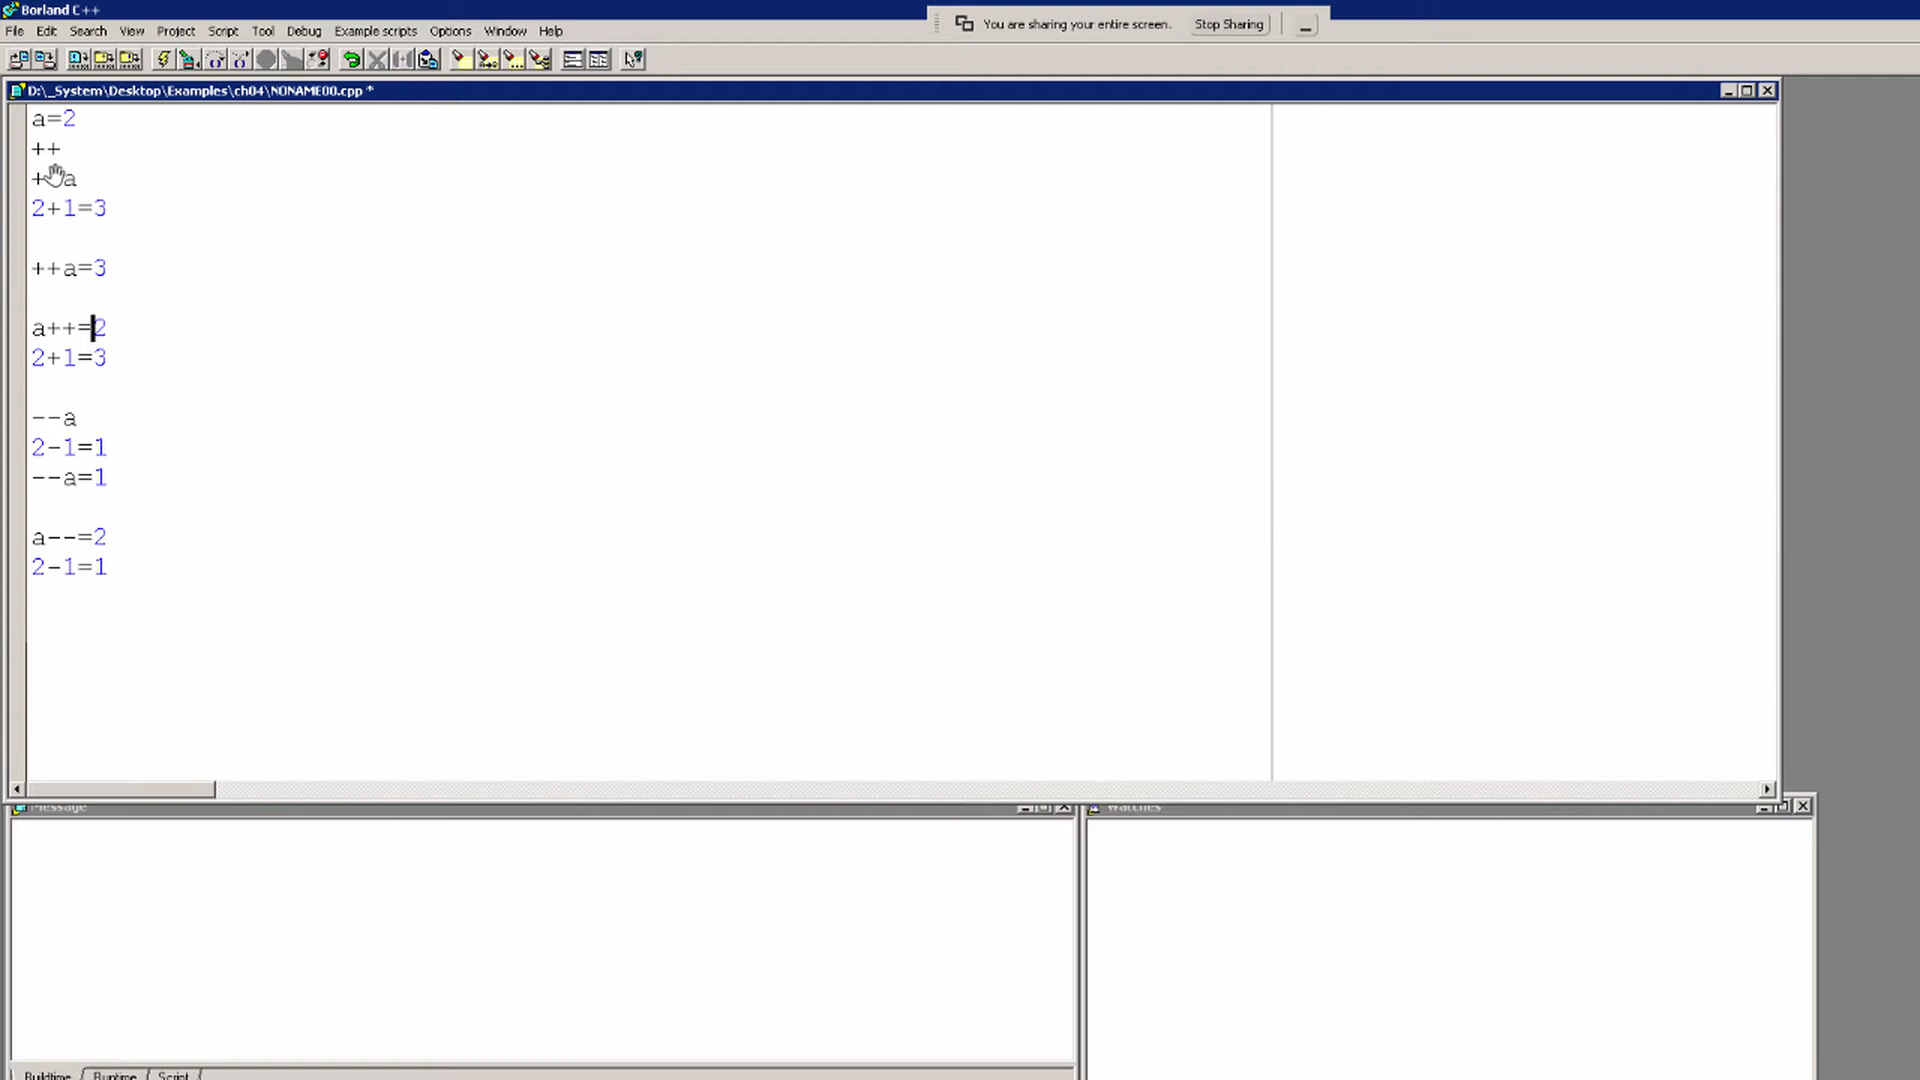 Borland C++
You are sharing your entire screen.
Stop Sharing
File Edit Search View Project Script Tool Debug Example scripts Options Window Help
D:\_System\Desktop\Examples\ch04\NONAME00.cpp *
a=2
++
+ a
2+1=3
++a=3
a++=2
2+1=3
--a
2-1=1
--a=1
a--=2
2-1=1
Message
Watches
Buildtime Runtime Script